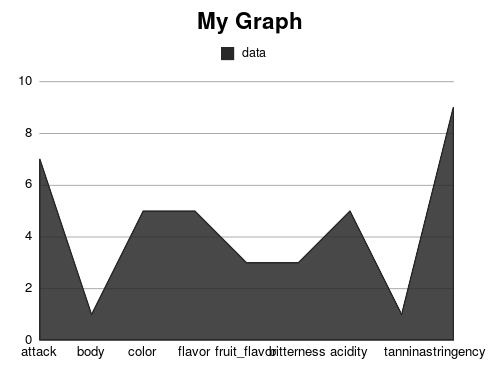 My Graph
data
10
8
6
4
2
0
attack body color flavor fruit_flavor bitterness acidity tannin astringency